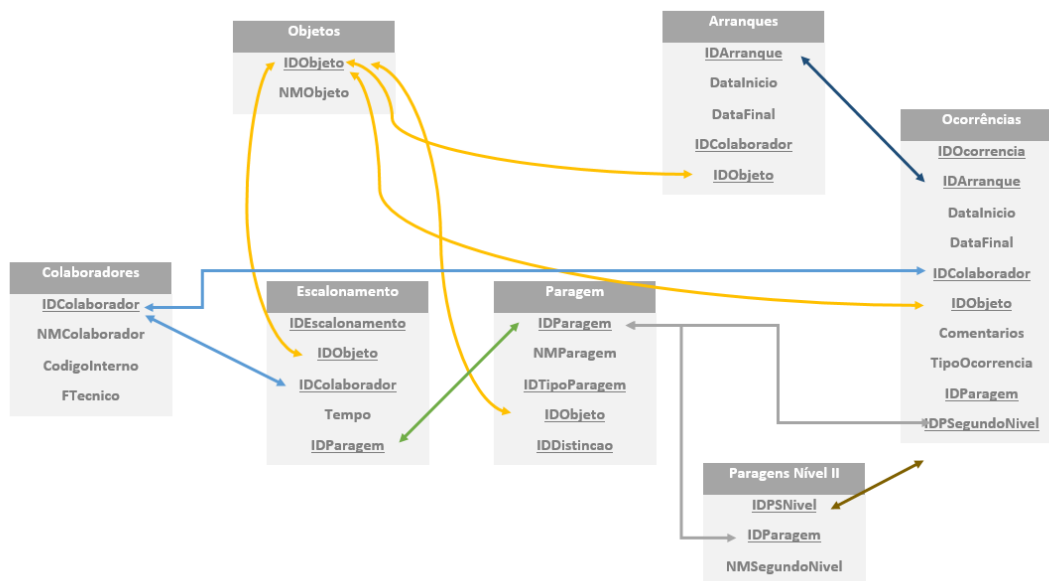 Objetos
IDObjeto
NMObjeto
Arranques
IDArranque
DataInicio
DataFinal
IDColaborador
IDObjeto
Ocorrências
IDOcorrencia
IDArranque
DataInicio
DataFinal
IDColaborador
IDObjeto
Comentarios
TipoOcorrencia
IDParagem
IDPSegundoNivel
Colaboradores
IDColaborador
NMColaborador
CodigoInterno
FTecnico
Escalonamento
IDEscalonamento
IDObjeto
IDColaborador
Tempo
IDParagem
Paragem
IDParagem
NMParagem
IDTipoParagem
IDObjeto
IDDistincao
Paragens Nível II
IDPSNivel
IDParagem
NMSegundoNivel